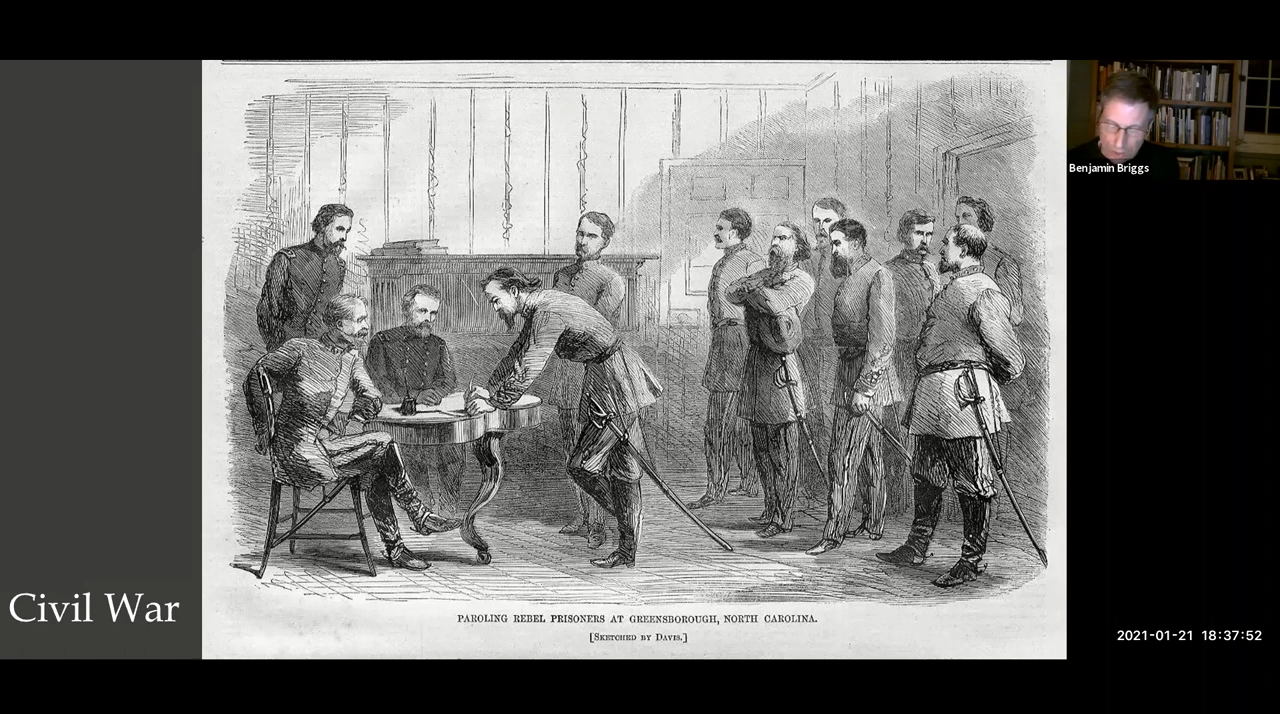 Benjamin Briggs
Civil War
PAROLING REBEL PRISONERS AT GREENSBOROUGH, NORTH CAROLINA.
[SKETCHED BY DAVIS.]
2021-01-21 18:37:52